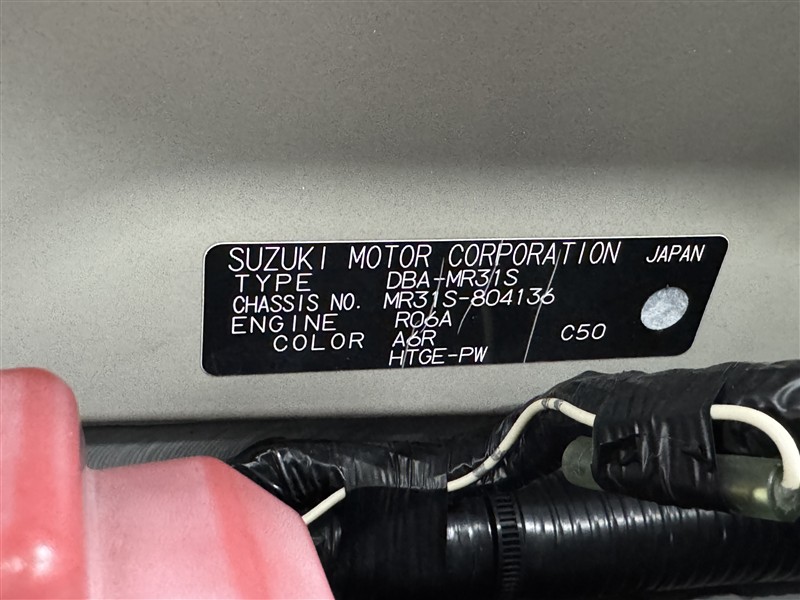 SUZUKI MOTOR CORPORATION JAPAN
TYPE DBA-MR31S
CHASSIS NO. MR31S-804136
ENGINE R06A
COLOR A6R C50
HTGE-PW